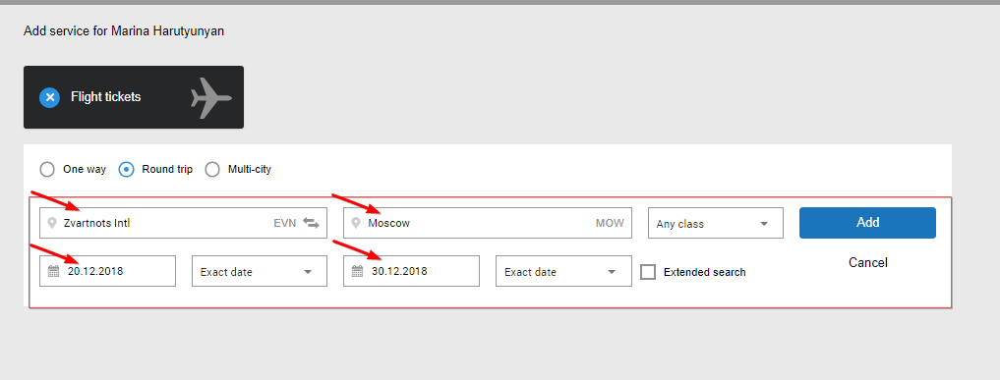 Add service for Marina Harutyunyan
Flight tickets
One way Round trip Multi-city
Zvartnots Intl EVN Moscow MOW Any class Add
20.12.2018 Exact date 30.12.2018 Exact date Extended search Cancel